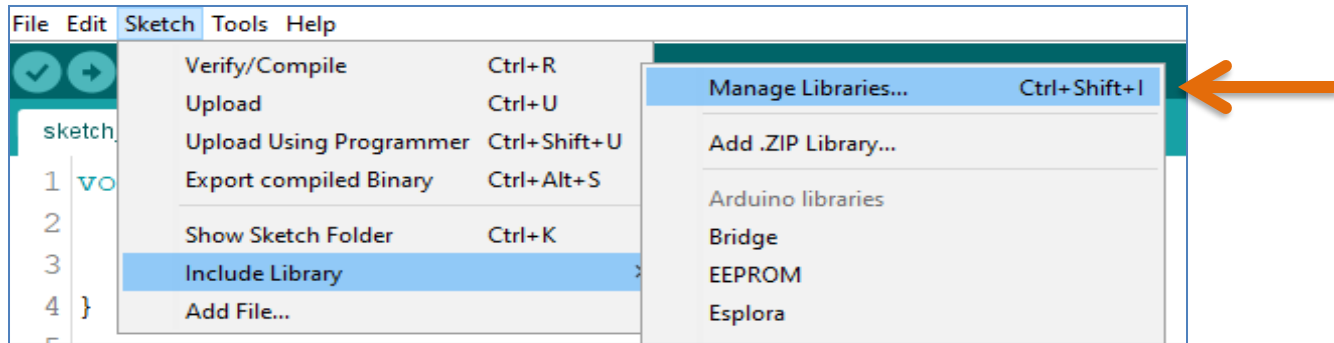 File Edit Sketch Tools Help
Verify/Compile Ctrl+R
Upload Ctrl+U
Upload Using Programmer Ctrl+Shift+U
Export compiled Binary Ctrl+Alt+S
Show Sketch Folder Ctrl+K
Include Library
Add File...
Manage Libraries... Ctrl+Shift+I
Add .ZIP Library...
Arduino libraries
Bridge
EEPROM
Esplora
sketch_
1 vo
2
3
4 }